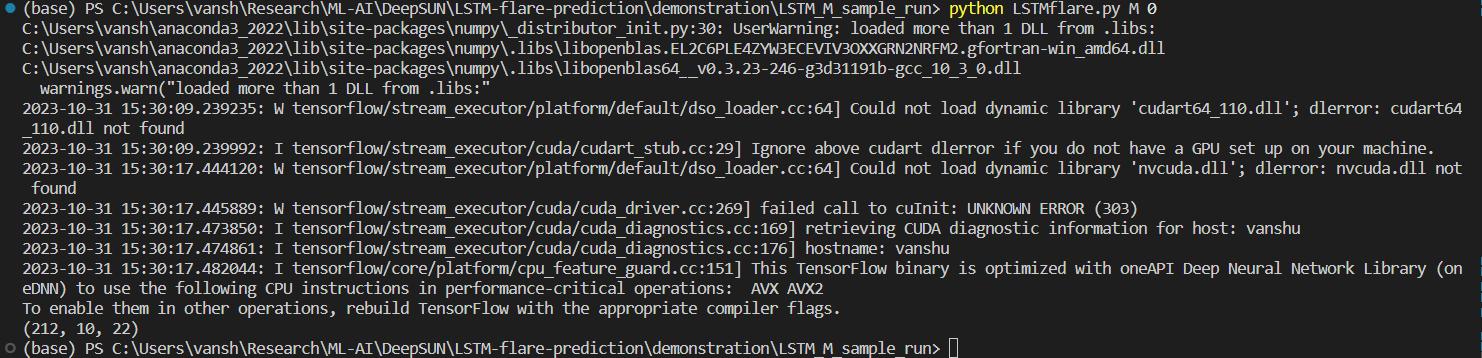 (base) PS C:\Users\vansh\Research\ML-AI\DeepSUN\LSTM-flare-prediction\demonstration\LSTM_M_sample_run> python LSTMflare.py M 0
C:\Users\vansh\anaconda3_2022\lib\site-packages\numpy\_distributor_init.py:30: UserWarning: loaded more than 1 DLL from .libs:
C:\Users\vansh\anaconda3_2022\lib\site-packages\numpy\.libs\libopenblas.EL2C6PLE4ZYW3ECEVIV3OXXGRN2NRFM2.gfortran-win_amd64.dll
C:\Users\vansh\anaconda3_2022\lib\site-packages\numpy\.libs\libopenblas64__v0.3.23-246-g3d31191b-gcc_10_3_0.dll
  warnings.warn("loaded more than 1 DLL from .libs:"
2023-10-31 15:30:09.239235: W tensorflow/stream_executor/platform/default/dso_loader.cc:64] Could not load dynamic library 'cudart64_110.dll'; dlerror: cudart64
_110.dll not found
2023-10-31 15:30:09.239992: I tensorflow/stream_executor/cuda/cudart_stub.cc:29] Ignore above cudart dlerror if you do not have a GPU set up on your machine.
2023-10-31 15:30:17.444120: W tensorflow/stream_executor/platform/default/dso_loader.cc:64] Could not load dynamic library 'nvcuda.dll'; dlerror: nvcuda.dll not
 found
2023-10-31 15:30:17.445889: W tensorflow/stream_executor/cuda/cuda_driver.cc:269] failed call to cuInit: UNKNOWN ERROR (303)
2023-10-31 15:30:17.473850: I tensorflow/stream_executor/cuda/cuda_diagnostics.cc:169] retrieving CUDA diagnostic information for host: vanshu
2023-10-31 15:30:17.474861: I tensorflow/stream_executor/cuda/cuda_diagnostics.cc:176] hostname: vanshu
2023-10-31 15:30:17.482044: I tensorflow/core/platform/cpu_feature_guard.cc:151] This TensorFlow binary is optimized with oneAPI Deep Neural Network Library (on
eDNN) to use the following CPU instructions in performance-critical operations:  AVX AVX2
To enable them in other operations, rebuild TensorFlow with the appropriate compiler flags.
(212, 10, 22)
(base) PS C:\Users\vansh\Research\ML-AI\DeepSUN\LSTM-flare-prediction\demonstration\LSTM_M_sample_run>